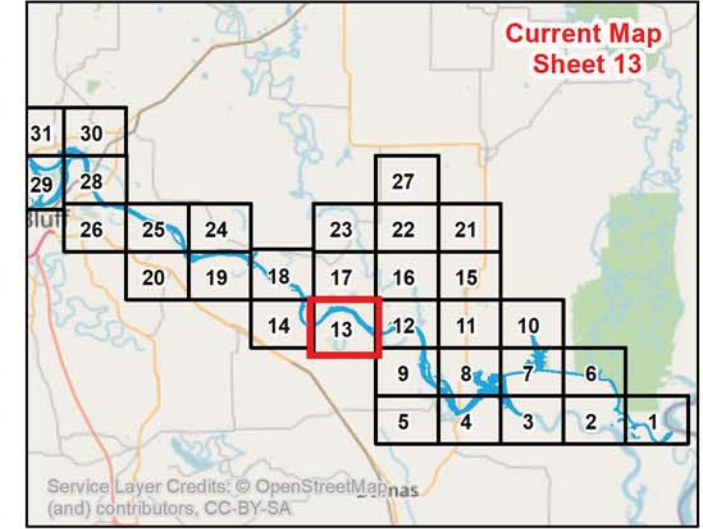 Current Map
Sheet 13
31 30
29 28 27
Bluff
26 25 24 23 22 21
20 19 18 17 16 15
14 13 12 11 10
9 8 7 6
5 4 3 2 1
Service Layer Credits: © OpenStreetMap
(and) contributors, CC-BY-SA